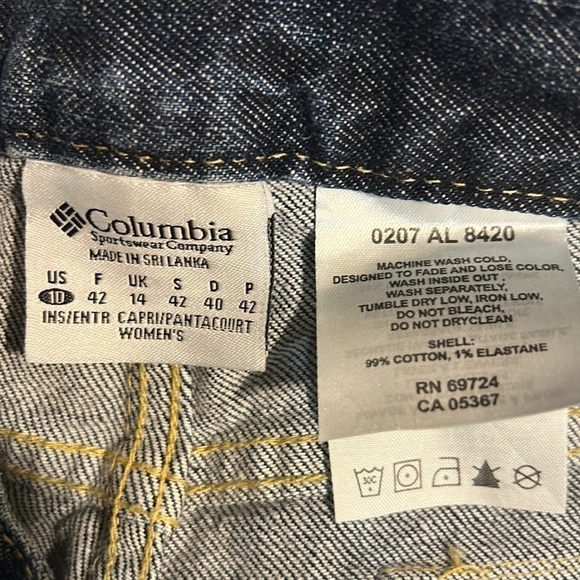 Columbia
Sportswear Company
MADE IN SRI LANKA
US F UK S D P
10 42 14 42 40 42
INS/ENTR CAPRI/PANTACOURT
WOMEN'S
0207 AL 8420
MACHINE WASH COLD,
DESIGNED TO FADE AND LOSE COLOR,
WASH INSIDE OUT,
WASH SEPARATELY,
TUMBLE DRY LOW, IRON LOW,
DO NOT BLEACH,
DO NOT DRYCLEAN
SHELL:
99% COTTON, 1% ELASTANE
RN 69724
CA 05367
30C